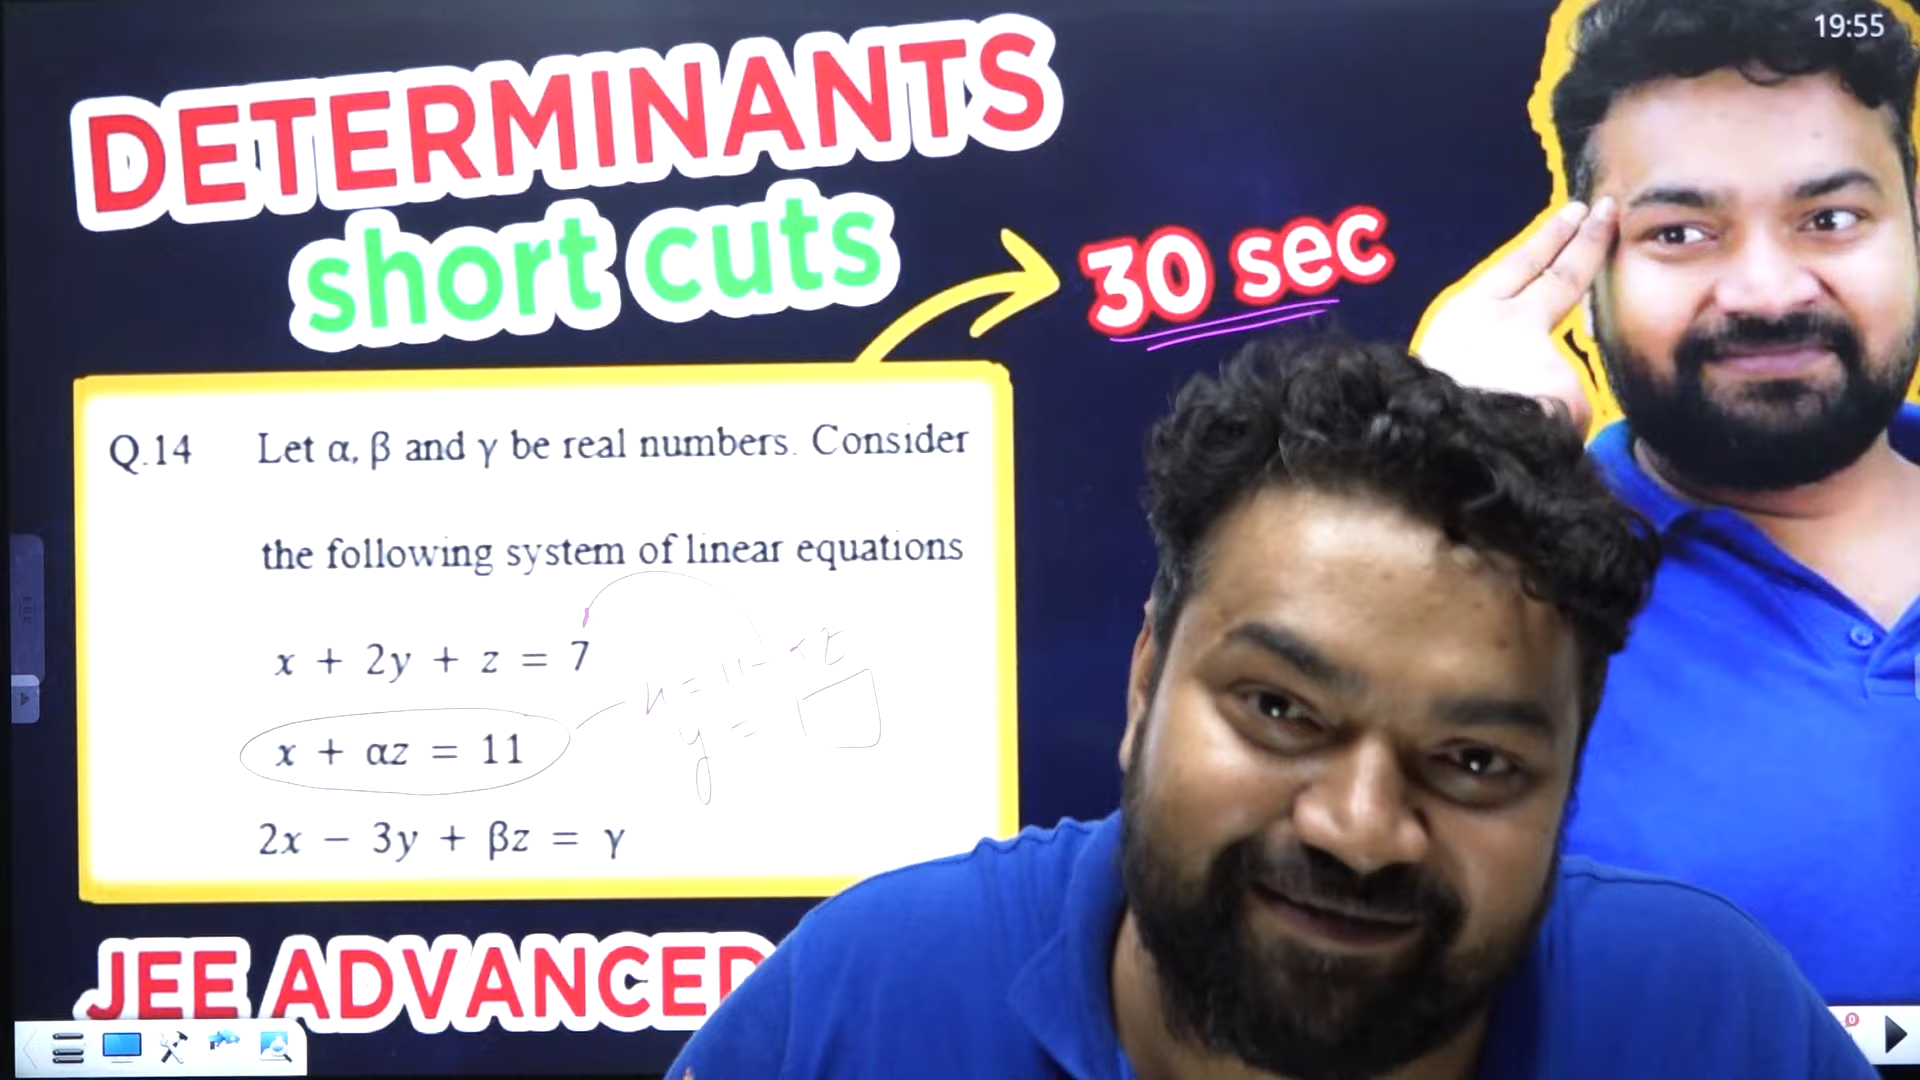 19:55
DETERMINANTS
short cuts
30 sec
Q.14 Let α, β and γ be real numbers. Consider
the following system of linear equations
x + 2y + z = 7
x + αz = 11
2x − 3y + βz = γ
y =
JEE ADVANCED
0